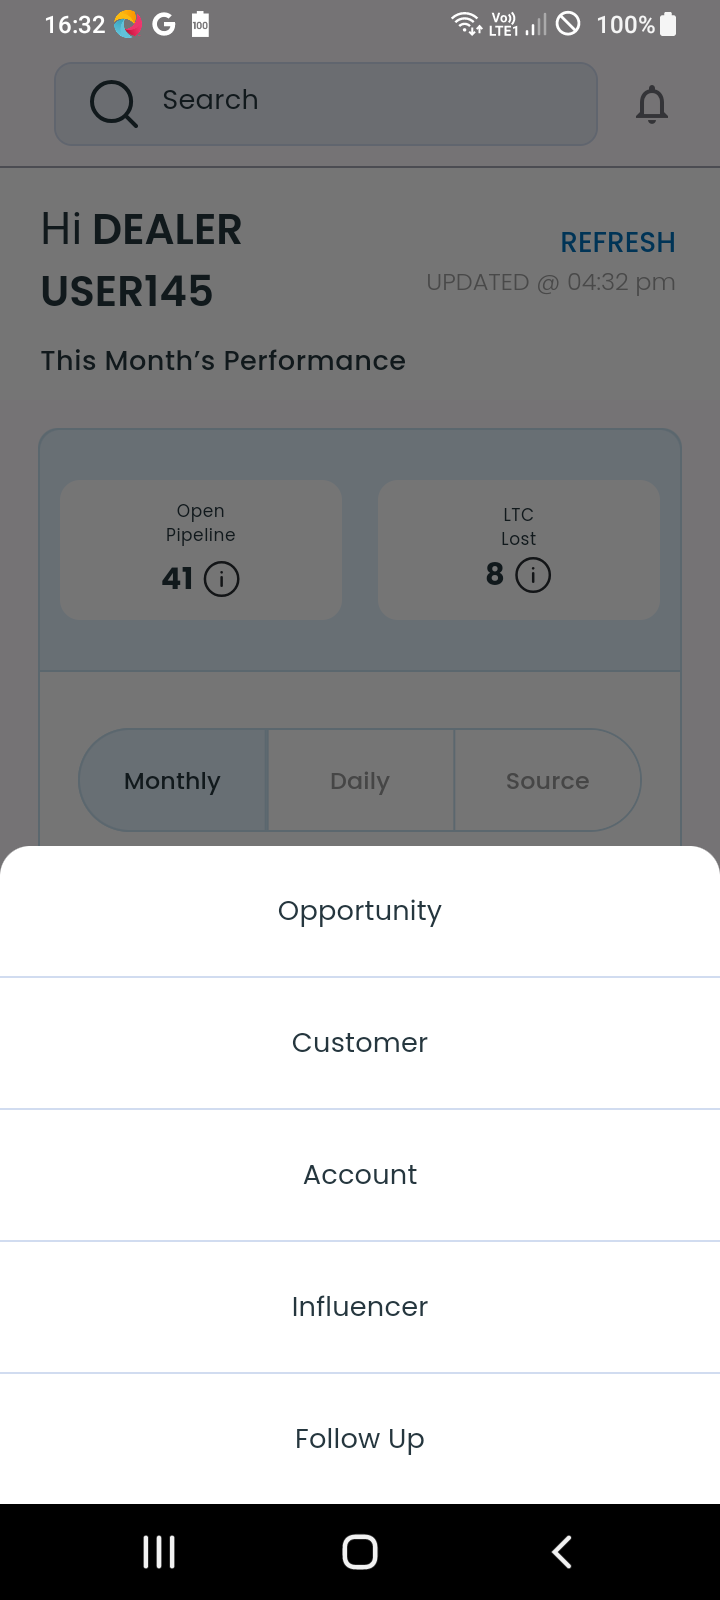 16:32 G 100 Vo)) LTE1 100%
Search
Hi DEALER
USER145
REFRESH
UPDATED @ 04:32 pm
This Month’s Performance
Open
Pipeline
41 i
LTC
Lost
8 i
Monthly Daily Source
Opportunity
Customer
Account
Influencer
Follow Up